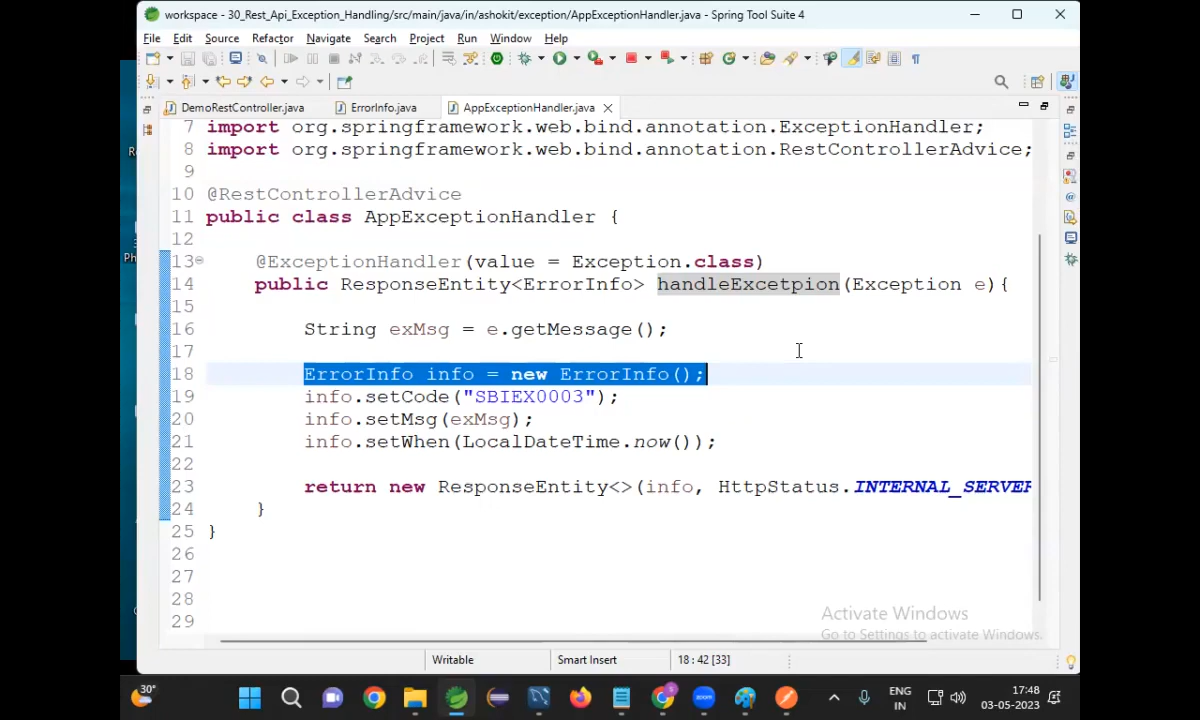 workspace - 30_Rest_Api_Exception_Handling/src/main/java/in/ashokit/exception/AppExceptionHandler.java - Spring Tool Suite 4
File Edit Source Refactor Navigate Search Project Run Window Help
DemoRestController.java ErrorInfo.java AppExceptionHandler.java
7 import org.springframework.web.bind.annotation.ExceptionHandler;
8 import org.springframework.web.bind.annotation.RestControllerAdvice;
9
10 @RestControllerAdvice
11 public class AppExceptionHandler {
12
13 @ExceptionHandler(value = Exception.class)
14 public ResponseEntity<ErrorInfo> handleExcetpion(Exception e){
15
16 String exMsg = e.getMessage();
17
18 ErrorInfo info = new ErrorInfo();
19 info.setCode("SBIEX0003");
20 info.setMsg(exMsg);
21 info.setWhen(LocalDateTime.now());
22
23 return new ResponseEntity<>(info, HttpStatus.INTERNAL_SERVER
24 }
25 }
26
27
28
29
Activate Windows
Go to Settings to activate Windows.
Writable Smart Insert 18 : 42 [33]
30° ENG IN 17:48 03-05-2023